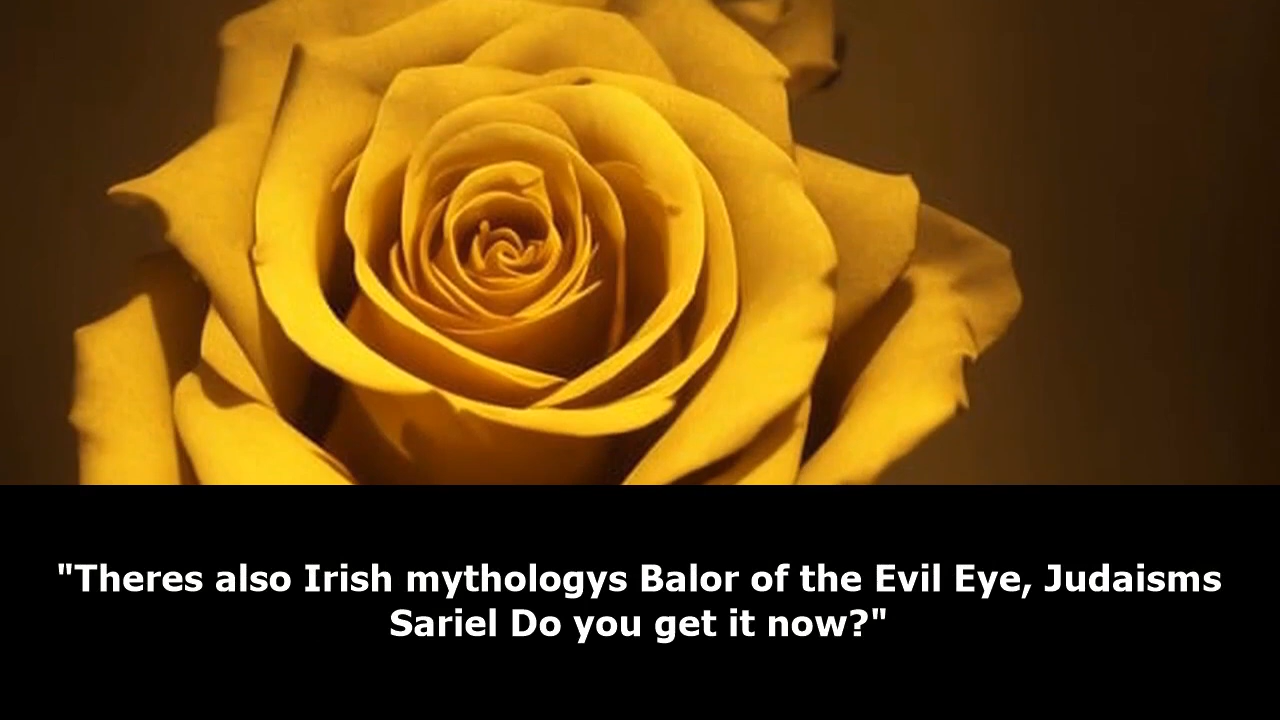 "Theres also Irish mythologys Balor of the Evil Eye, Judaisms
Sariel Do you get it now?"